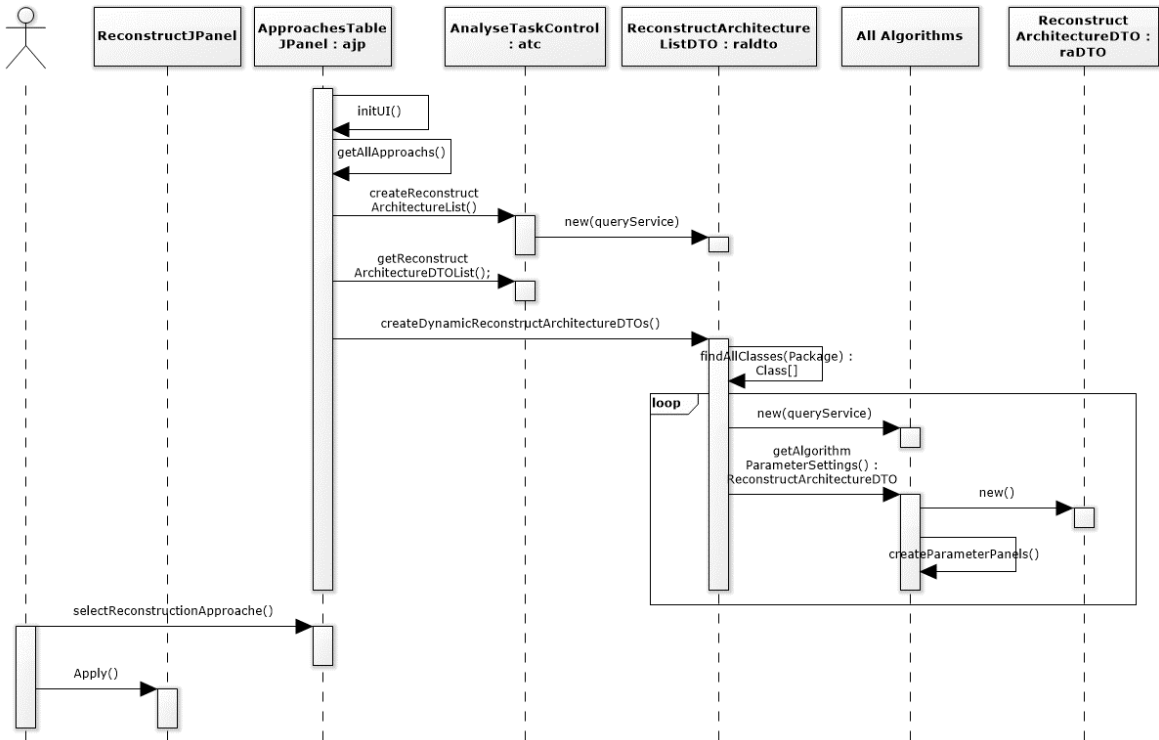 ReconstructJPanel
ApproachesTable
JPanel : ajp
AnalyseTaskControl
: atc
ReconstructArchitecture
ListDTO : raldto
All Algorithms
Reconstruct
ArchitectureDTO :
raDTO
initUI()
getAllApproachs()
createReconstruct
ArchitectureList()
new(queryService)
getReconstruct
ArchitectureDTOList();
createDynamicReconstructArchitectureDTOs()
findAllClasses(Package) :
Class[]
loop
new(queryService)
getAlgorithm
ParameterSettings() :
ReconstructArchitectureDTO
new()
createParameterPanels()
selectReconstructionApproache()
Apply()